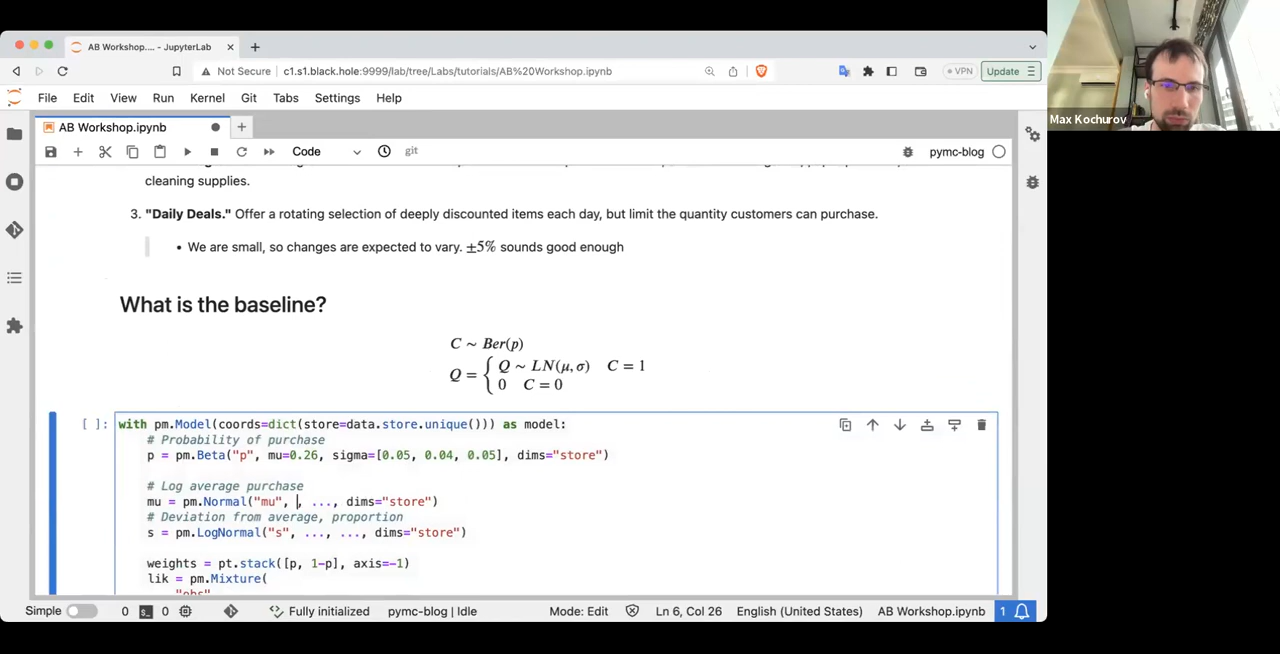 AB Workshop.... - JupyterLab
Not Secure c1.s1.black.hole:9999/lab/tree/Labs/tutorials/AB%20Workshop.ipynb
VPN
Update
Max Kochurov
File Edit View Run Kernel Git Tabs Settings Help
AB Workshop.ipynb
Code
git
pymc-blog
cleaning supplies.
3. "Daily Deals." Offer a rotating selection of deeply discounted items each day, but limit the quantity customers can purchase.
• We are small, so changes are expected to vary. ±5% sounds good enough
What is the baseline?
C ~ Ber(p)
Q = { Q ~ LN(μ, σ) C = 1
0 C = 0
[ ]: with pm.Model(coords=dict(store=data.store.unique())) as model:
# Probability of purchase
p = pm.Beta("p", mu=0.26, sigma=[0.05, 0.04, 0.05], dims="store")
# Log average purchase
mu = pm.Normal("mu", , ..., dims="store")
# Deviation from average, proportion
s = pm.LogNormal("s", ..., ..., dims="store")
weights = pt.stack([p, 1-p], axis=-1)
lik = pm.Mixture(
"obs"
Simple 0 0 Fully initialized pymc-blog | Idle Mode: Edit Ln 6, Col 26 English (United States) AB Workshop.ipynb 1